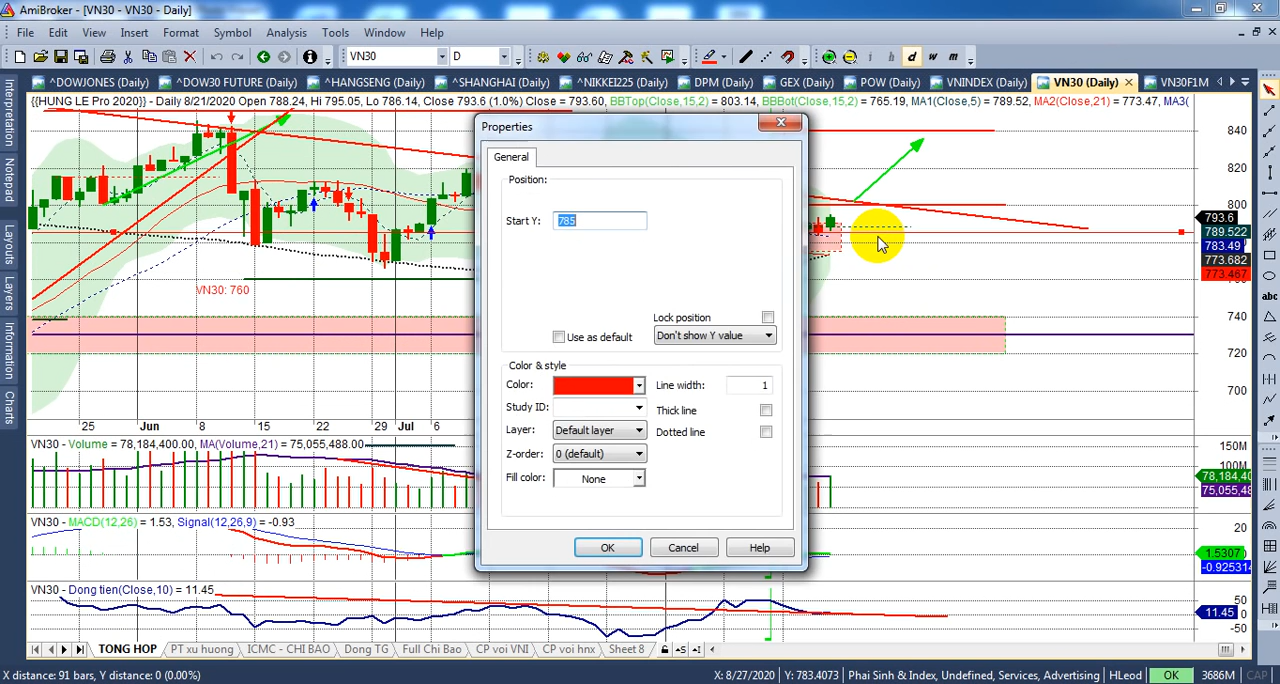 AmiBroker - [VN30 - VN30 - Daily]
File Edit View Insert Format Symbol Analysis Tools Window Help
VN30 D i h d w m
^DOWJONES (Daily) ^DOW30 FUTURE (Daily) ^HANGSENG (Daily) ^SHANGHAI (Daily) ^NIKKEI225 (Daily) DPM (Daily) GEX (Daily) POW (Daily) VNINDEX (Daily) VN30 (Daily) VN30F1M
{{HUNG LE Pro 2020}} - Daily 8/21/2020 Open 788.24, Hi 795.05, Lo 786.14, Close 793.6 (1.0%) Close = 793.60, BBTop(Close,15,2) = 803.14, BBBot(Close,15,2) = 765.19, MA1(Close,5) = 789.52, MA2(Close,21) = 773.47, MA3(
Interpretation
Notepad
Layouts
Layers
Information
Charts
Properties
General
Position:
Start Y: 785
Lock position
Use as default Don't show Y value
Color & style
Color: Line width: 1
Study ID: Thick line
Layer: Default layer Dotted line
Z-order: 0 (default)
Fill color: None
OK Cancel Help
VN30: 760
840
820
800
793.6
789.522
783.49
773.682
773.467
740
720
700
abc
25 Jun 8 15 22 29 Jul 6
VN30 - Volume = 78,184,400.00, MA(Volume,21) = 75,055,488.00
150M
100M
78,184,40
75,055,48
VN30 - MACD(12,26) = 1.53, Signal(12,26,9) = -0.93
20
1.5307
-0.925314
VN30 - Dong tien(Close,10) = 11.45
50
11.45
-50
TONG HOP PT xu huong ICMC - CHI BAO Dong TG Full Chi Bao CP voi VNI CP voi hnx Sheet 8
X distance: 91 bars, Y distance: 0 (0.00%) X: 8/27/2020 Y: 783.4073 Phai Sinh & Index, Undefined, Services, Advertising HLeod OK 3686M CAP